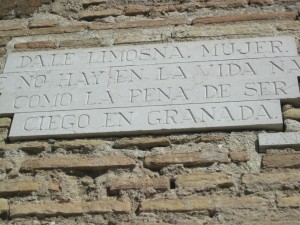 DALE LIMOSNA, MUJER,
NO HAY EN LA VIDA NA
COMO LA PENA DE SER
CIEGO EN GRANADA